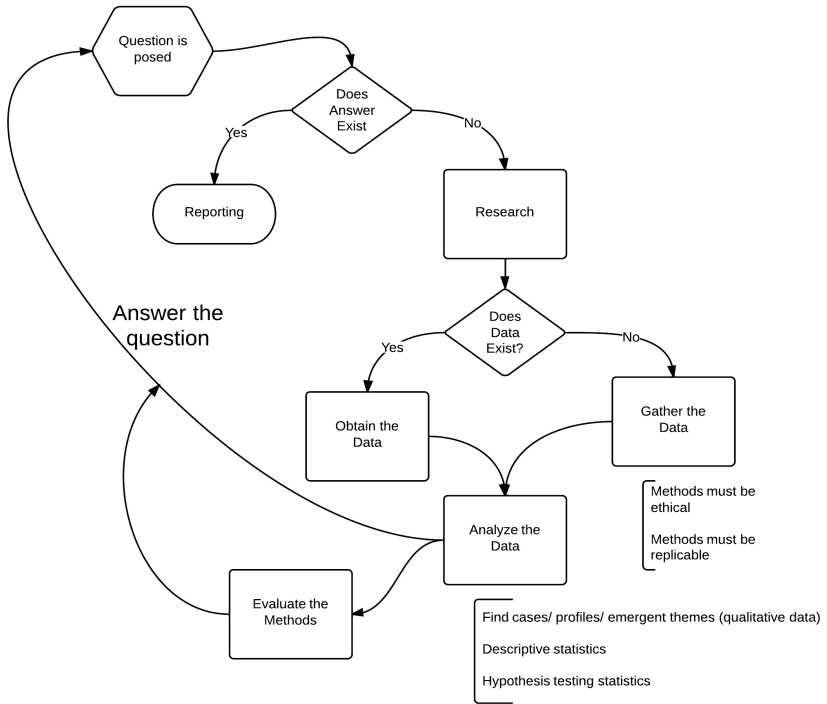 Question is
posed
Does
Answer
Exist
Yes
No
Reporting
Research
Answer the
question
Does
Data
Exist?
Yes
No
Obtain the
Data
Gather the
Data
Methods must be
ethical
Methods must be
replicable
Analyze the
Data
Evaluate the
Methods
Find cases/ profiles/ emergent themes (qualitative data)
Descriptive statistics
Hypothesis testing statistics